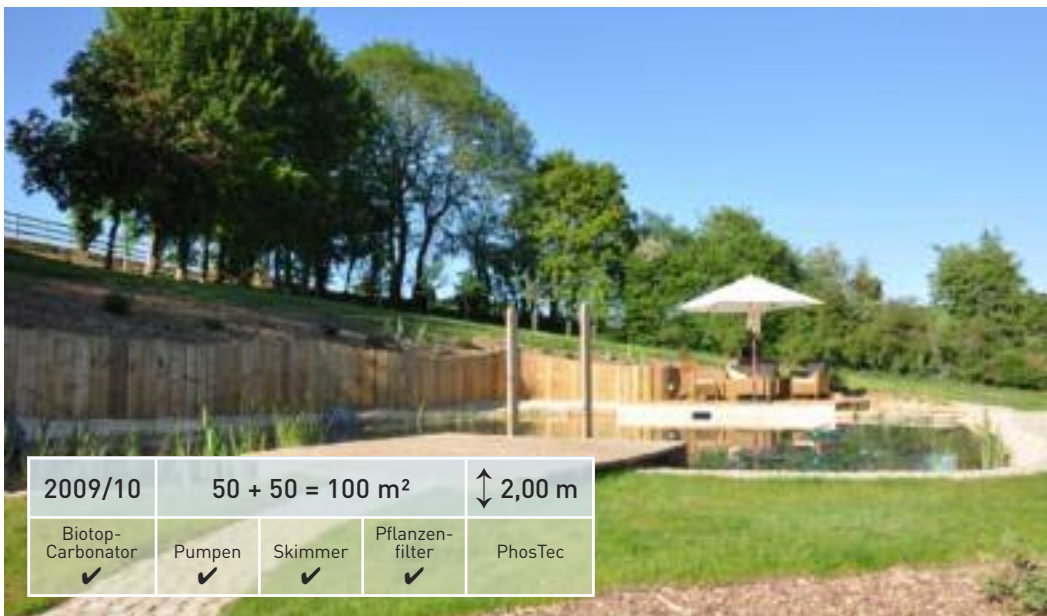 2009/10 50 + 50 = 100 m² ↕ 2,00 m
Biotop-
Carbonator ✔
Pumpen ✔
Skimmer ✔
Pflanzen-
filter ✔
PhosTec